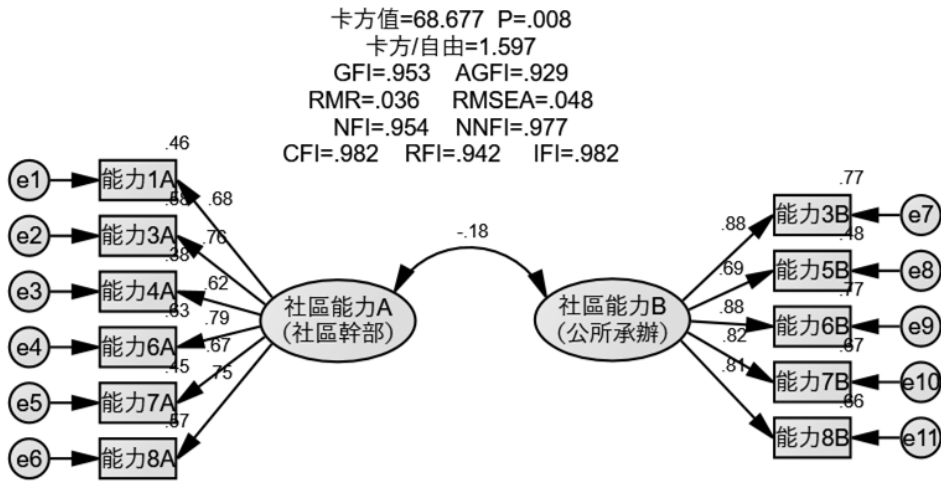 卡方值=68.677 P=.008
卡方/自由=1.597
GFI=.953 AGFI=.929
RMR=.036 RMSEA=.048
NFI=.954 NNFI=.977
CFI=.982 RFI=.942 IFI=.982
.46
e1 能力1A .68
.58
e2 能力3A .76
.38
e3 能力4A .62
.63
e4 能力6A .79
.45
e5 能力7A .67
.57
e6 能力8A .75
社區能力A
(社區幹部)
-.18
社區能力B
(公所承辦)
.77
.88 能力3B e7
.48
.69 能力5B e8
.77
.88 能力6B e9
.67
.82 能力7B e10
.66
.81 能力8B e11